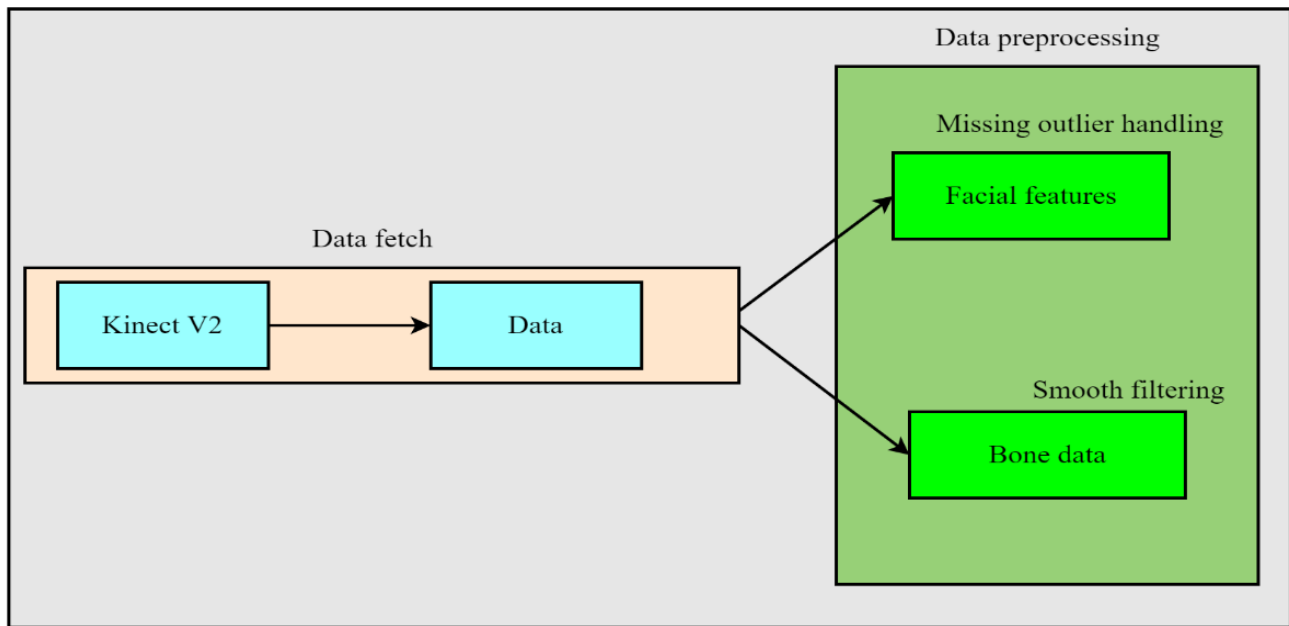 Data preprocessing
Missing outlier handling
Facial features
Data fetch
Kinect V2
Data
Smooth filtering
Bone data